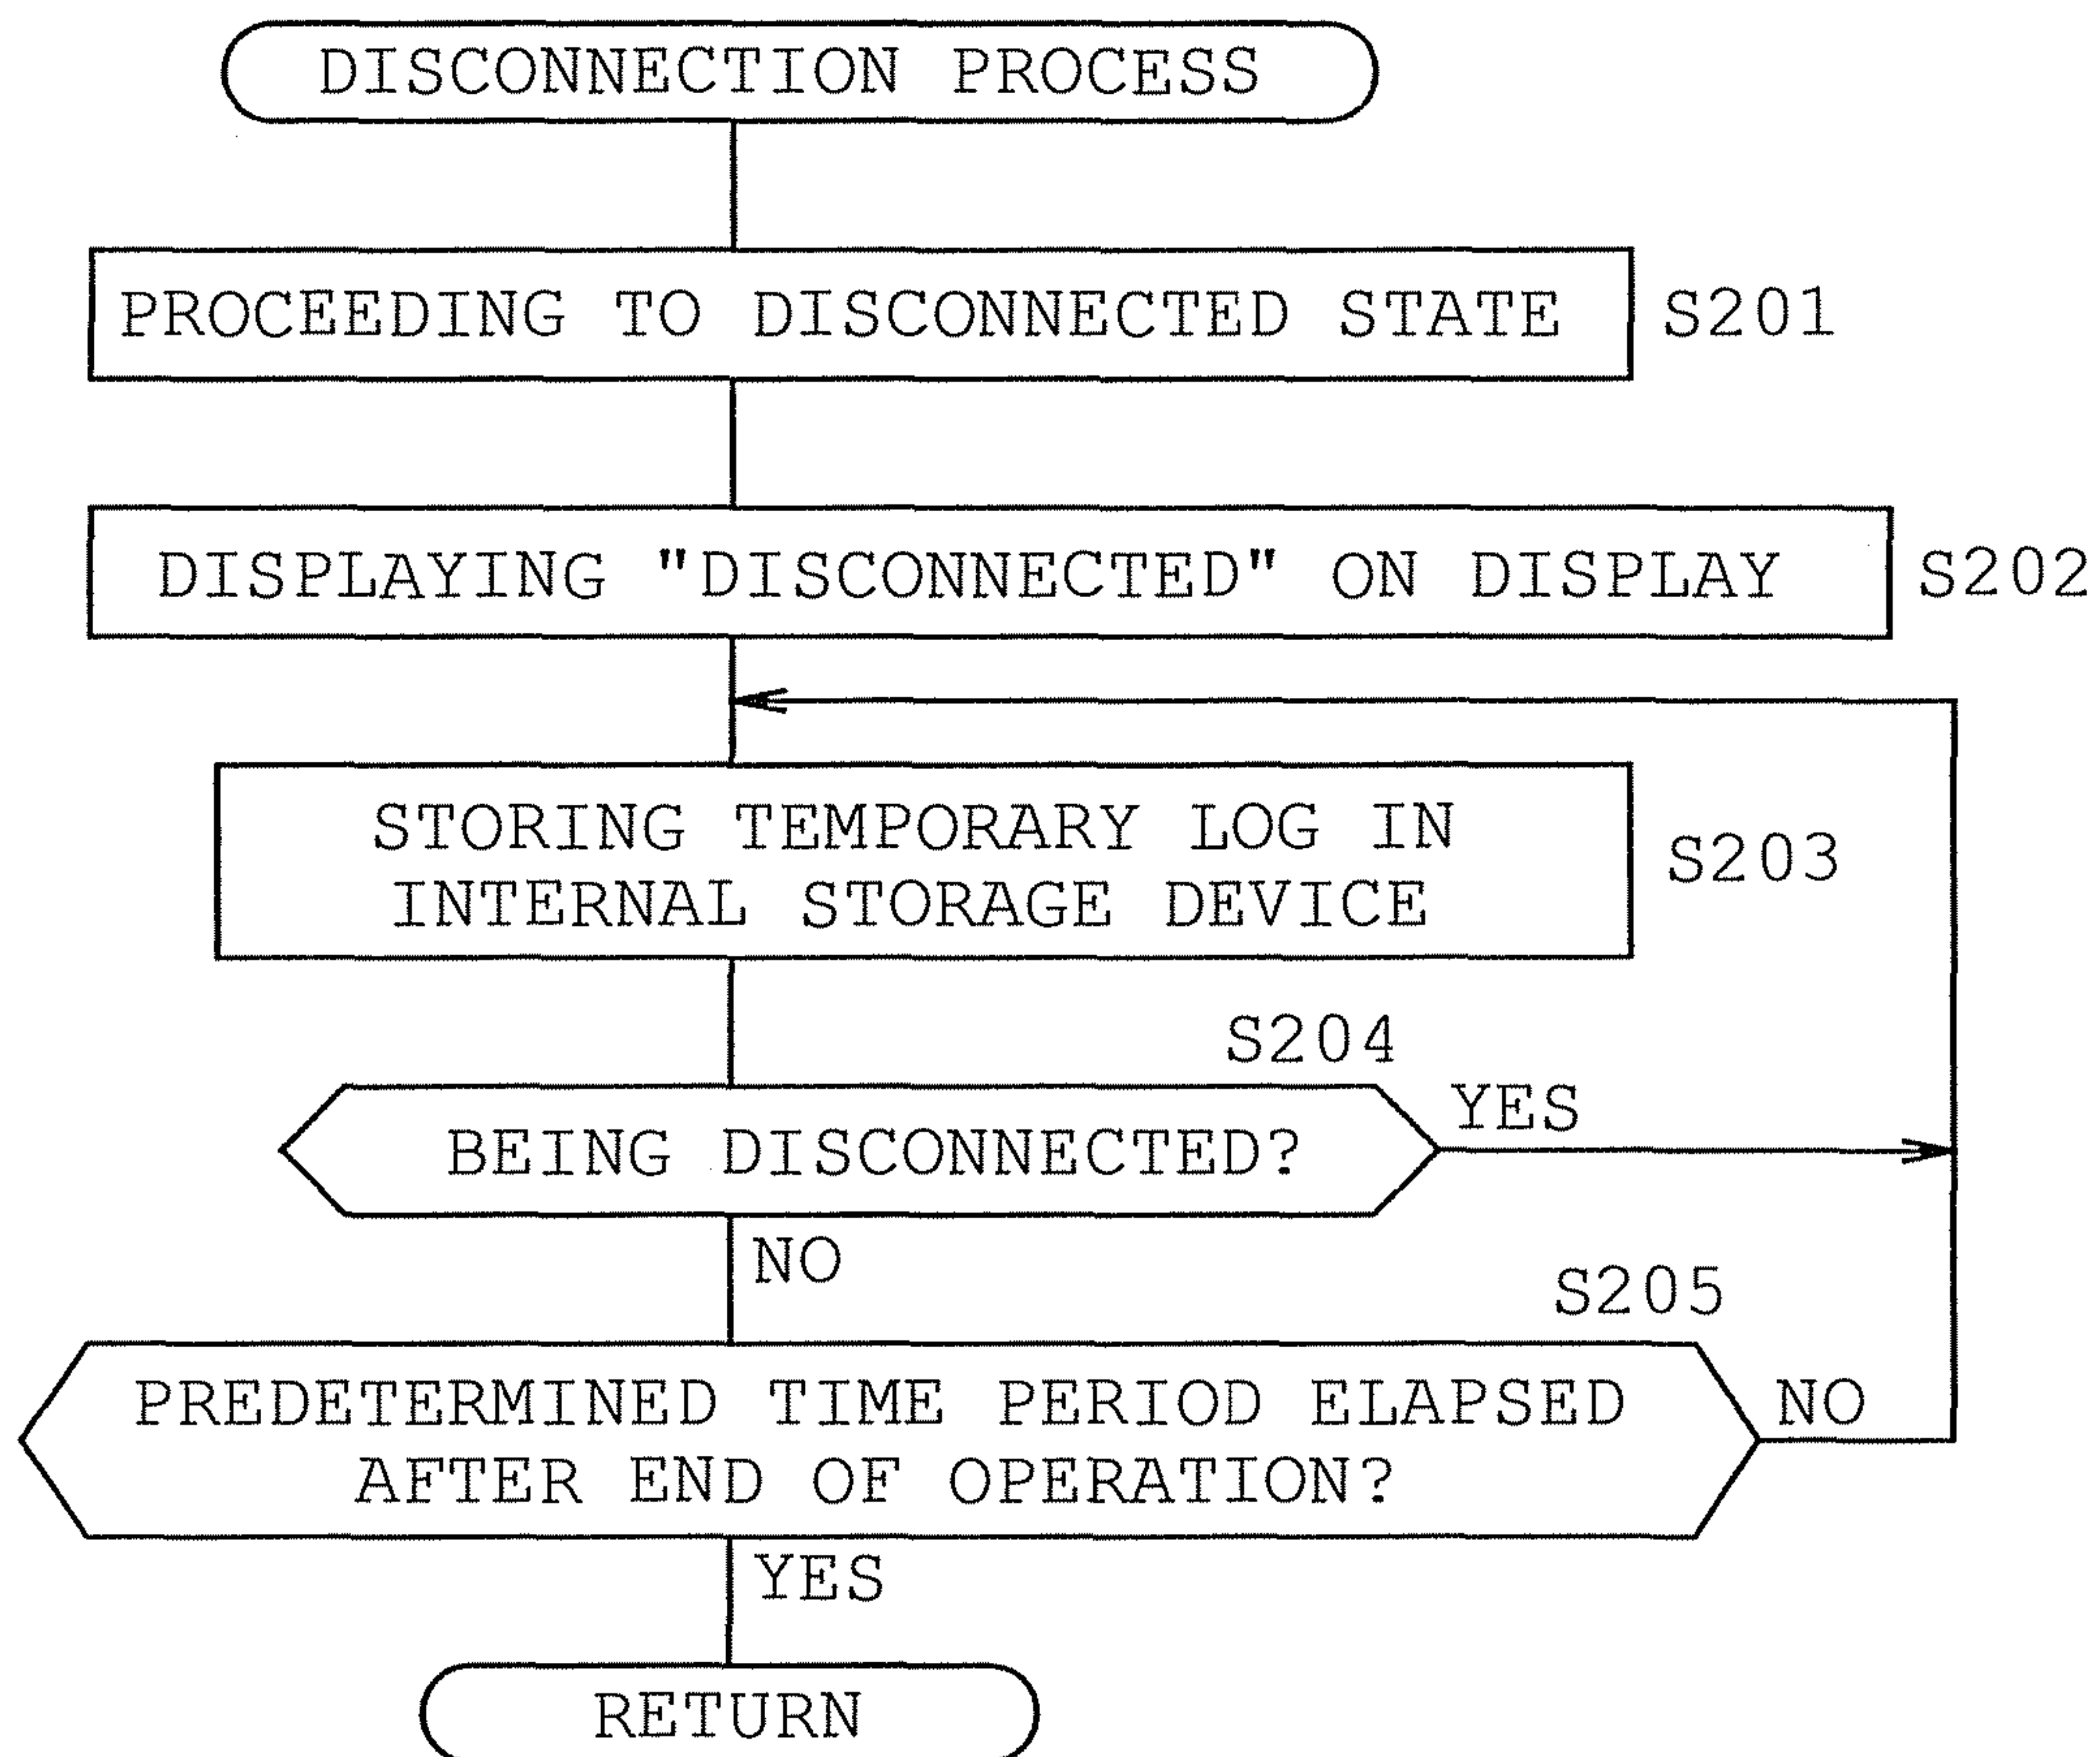 DISCONNECTION PROCESS
PROCEEDING TO DISCONNECTED STATE
S201
DISPLAYING "DISCONNECTED" ON DISPLAY
S202
STORING TEMPORARY LOG IN
INTERNAL STORAGE DEVICE
S203
S204
BEING DISCONNECTED?
YES
NO
S205
PREDETERMINED TIME PERIOD ELAPSED
AFTER END OF OPERATION?
NO
YES
RETURN